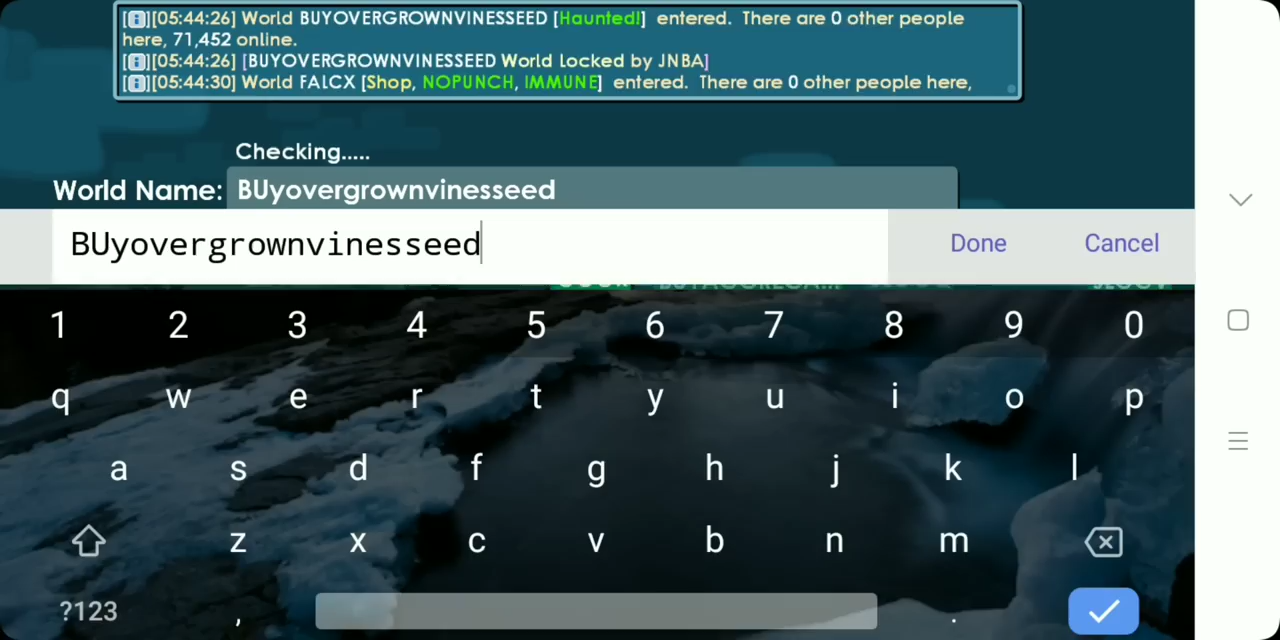 [i][05:44:26] World BUYOVERGROWNVINESSEED [Haunted!] entered. There are 0 other people
here, 71,452 online.
[i][05:44:26] [BUYOVERGROWNVINESSEED World Locked by JNBA]
[i][05:44:30] World FALCX [Shop, NOPUNCH, IMMUNE] entered. There are 0 other people here,
Checking.....
World Name: BUyovergrownvinesseed
BUyovergrownvinesseed Done Cancel
1 2 3 4 5 6 7 8 9 0
q w e r t y u i o p
a s d f g h j k l
z x c v b n m
?123 , .